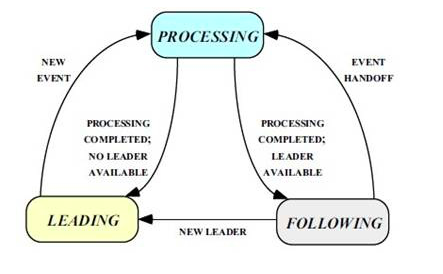 PROCESSING
NEW
EVENT
EVENT
HANDOFF
PROCESSING
COMPLETED;
NO LEADER
AVAILABLE
PROCESSING
COMPLETED;
LEADER
AVAILABLE
LEADING
NEW LEADER
FOLLOWING